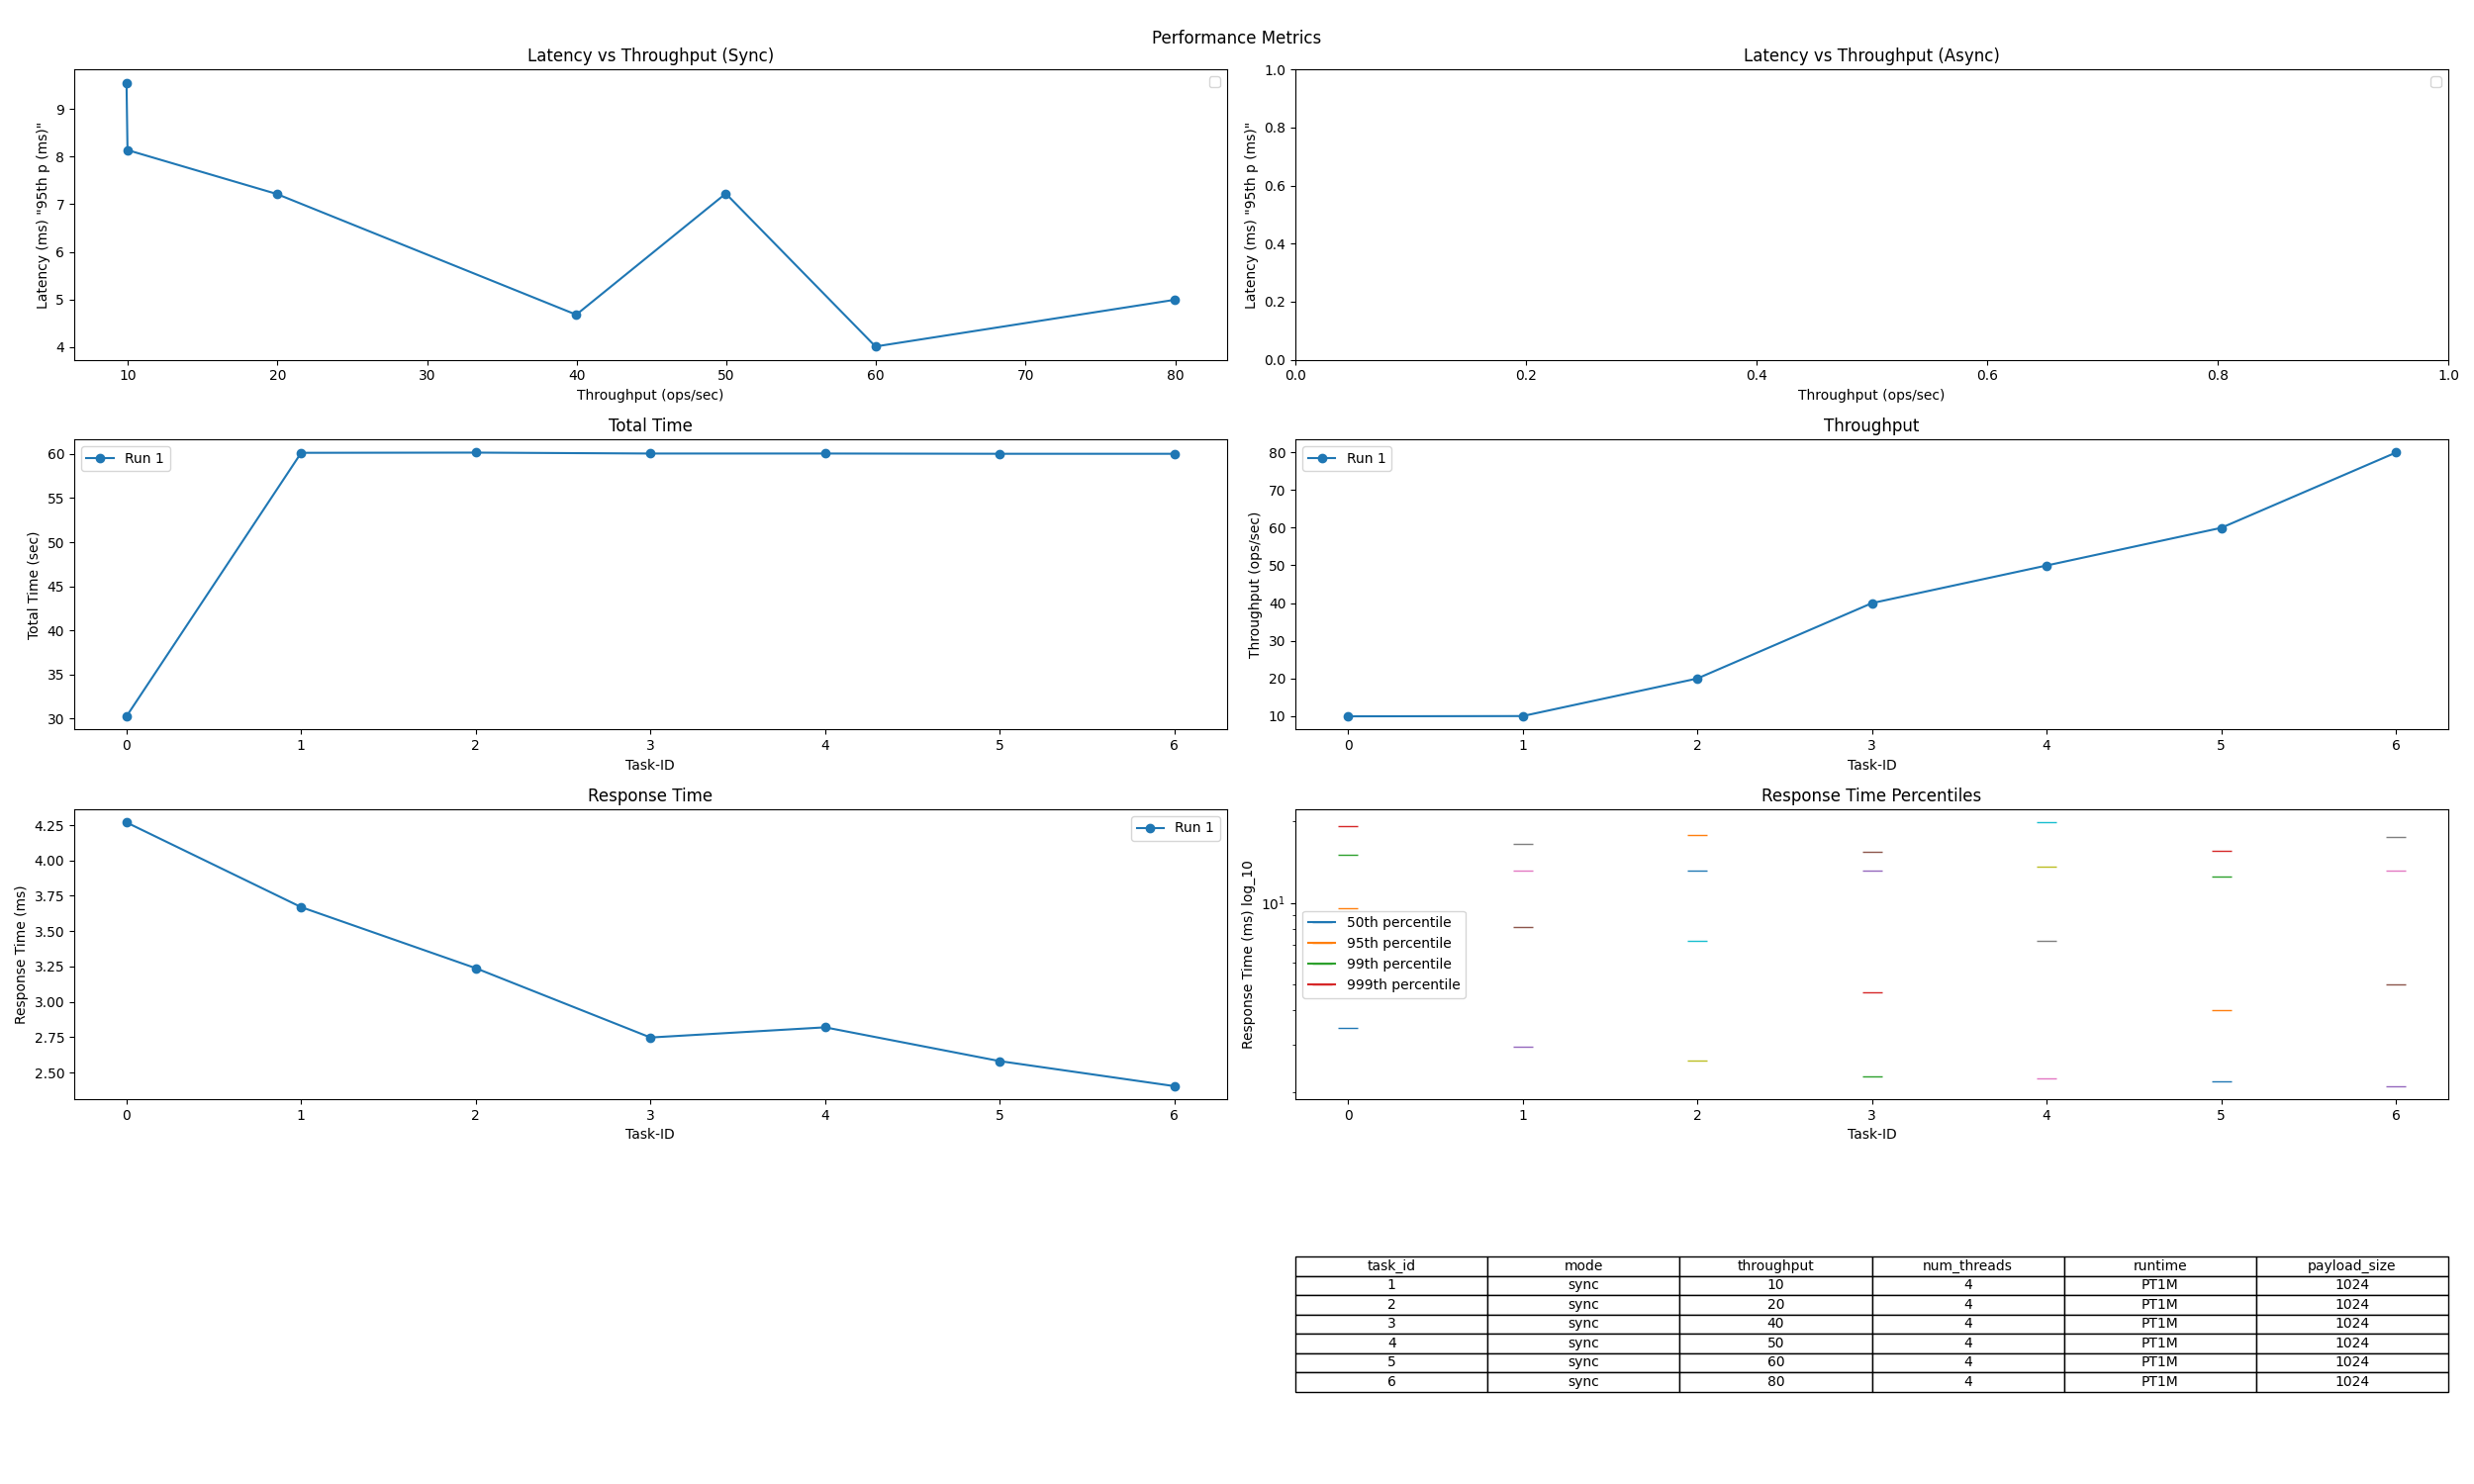 Performance Metrics
Latency vs Throughput (Sync)
Latency (ms) "95th p (ms)"
9
8
7
6
5
4
10 20 30 40 50 60 70 80
Throughput (ops/sec)
Latency vs Throughput (Async)
Latency (ms) "95th p (ms)"
1.0
0.8
0.6
0.4
0.2
0.0
0.0 0.2 0.4 0.6 0.8 1.0
Throughput (ops/sec)
Total Time
Run 1
Total Time (sec)
60
55
50
45
40
35
30
0 1 2 3 4 5 6
Task-ID
Throughput
Run 1
Throughput (ops/sec)
80
70
60
50
40
30
20
10
0 1 2 3 4 5 6
Task-ID
Response Time
Run 1
Response Time (ms)
4.25
4.00
3.75
3.50
3.25
3.00
2.75
2.50
0 1 2 3 4 5 6
Task-ID
Response Time Percentiles
Response Time (ms) log_10
10¹
50th percentile
95th percentile
99th percentile
999th percentile
0 1 2 3 4 5 6
Task-ID
task_id mode throughput num_threads runtime payload_size
1 sync 10 4 PT1M 1024
2 sync 20 4 PT1M 1024
3 sync 40 4 PT1M 1024
4 sync 50 4 PT1M 1024
5 sync 60 4 PT1M 1024
6 sync 80 4 PT1M 1024